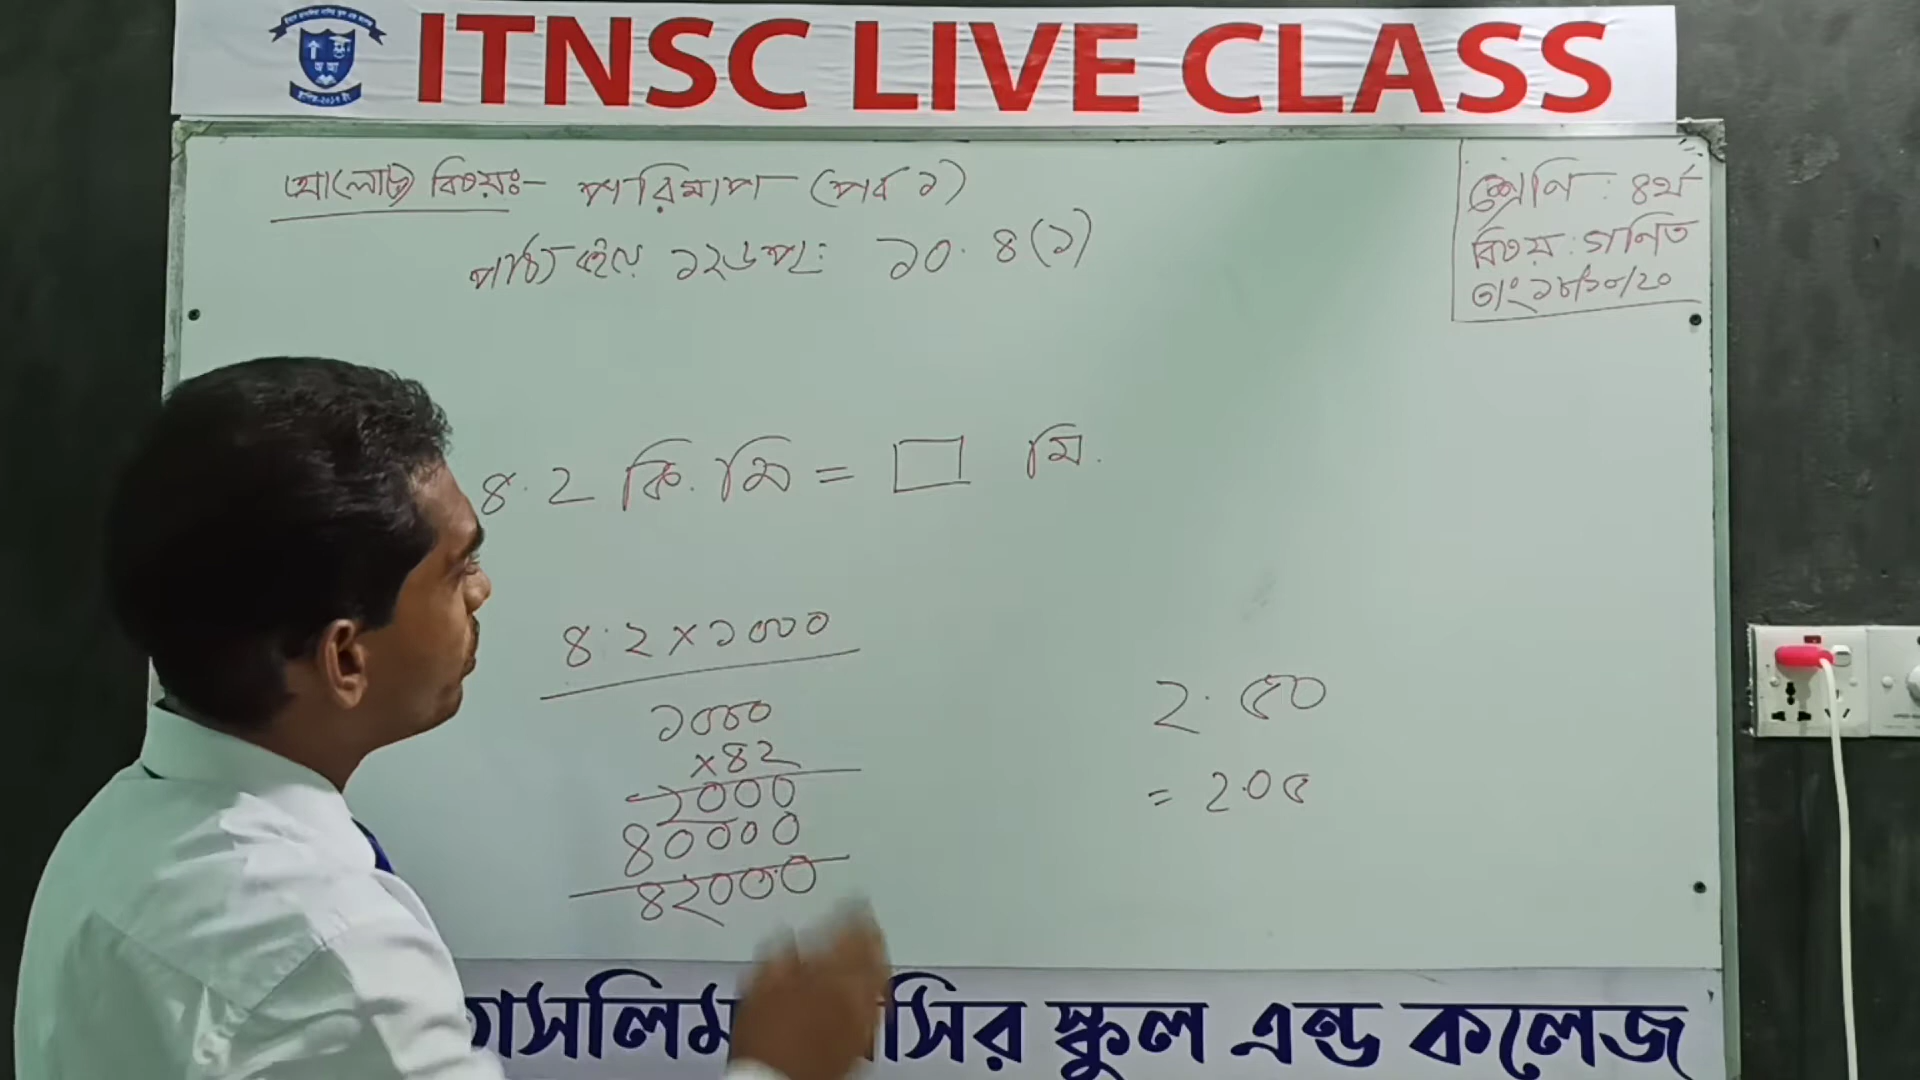 ITNSC LIVE CLASS
আলোচ্য বিষয়ঃ- পরিমাপ (পর্ব ১)
পাঠ্য বইয়ের ১২৬পৃ: ১০.৪(১)
শ্রেণি : ৪র্থ
বিষয় : গণিত
তাং ১৮/১০/২০
৪.২ কি.মি = □ মি.
৪.২×১০০০
১০০০
×৪২
২০০০
৪০০০০
৪২০০০
২.৫০
= ২.০৫
তাসলিম সির স্কুল এন্ড কলেজ